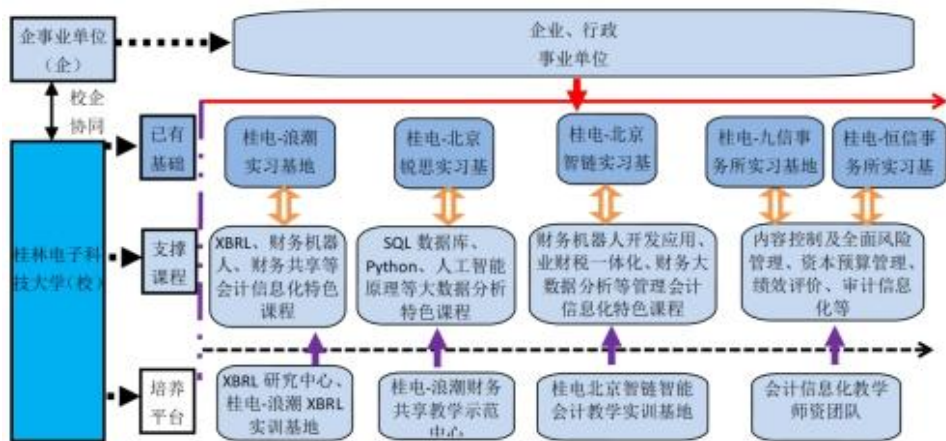 企事业单位
（企）
企业、行政
事业单位
校企
协同
已有
基础
桂电-浪潮
实习基地
桂电-北京
锐思实习基
桂电-北京
智链实习基
桂电-九信事
务所实习基地
桂电-恒信事
务所实习基
桂林电子科
技大学(校)
支撑
课程
XBRL、财务机器
人、财务共享等
会计信息化特色
课程
SQL 数据库、
Python、人工智能
原理等大数据分析
特色课程
财务机器人开发应用、
业财税一体化、财务大
数据分析等管理会计
信息化特色课程
内容控制及全面风险
管理、资本预算管理、
绩效评价、审计信息
化等
培养
平台
XBRL 研究中心、
桂电-浪潮 XBRL
实训基地
桂电-浪潮财务
共享教学示范
中心
桂电北京智链智能
会计教学实训基地
会计信息化教学
师资团队